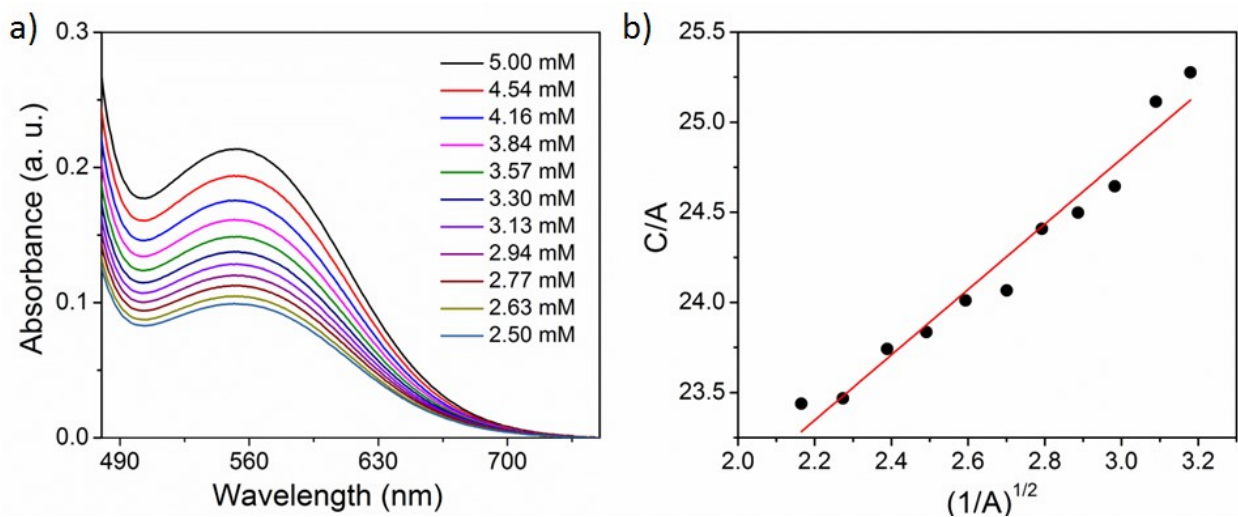 a)
0.3
0.2
0.1
0.0
Absorbance (a. u.)
490
560
630
700
Wavelength (nm)
5.00 mM
4.54 mM
4.16 mM
3.84 mM
3.57 mM
3.30 mM
3.13 mM
2.94 mM
2.77 mM
2.63 mM
2.50 mM
b)
25.5
25.0
24.5
24.0
23.5
C/A
2.0
2.2
2.4
2.6
2.8
3.0
3.2
(1/A)^1/2